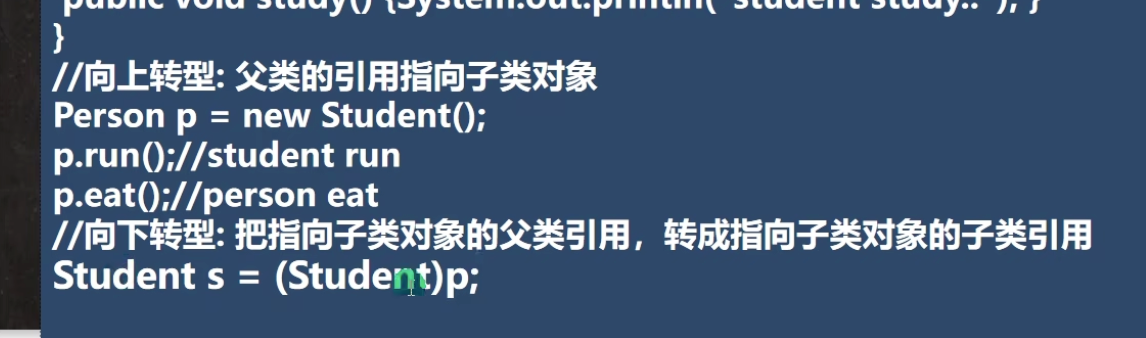 public void study() {System.out.println("student study.."); }
}
//向上转型: 父类的引用指向子类对象
Person p = new Student();
p.run();//student run
p.eat();//person eat
//向下转型: 把指向子类对象的父类引用，转成指向子类对象的子类引用
Student s = (Student)p;